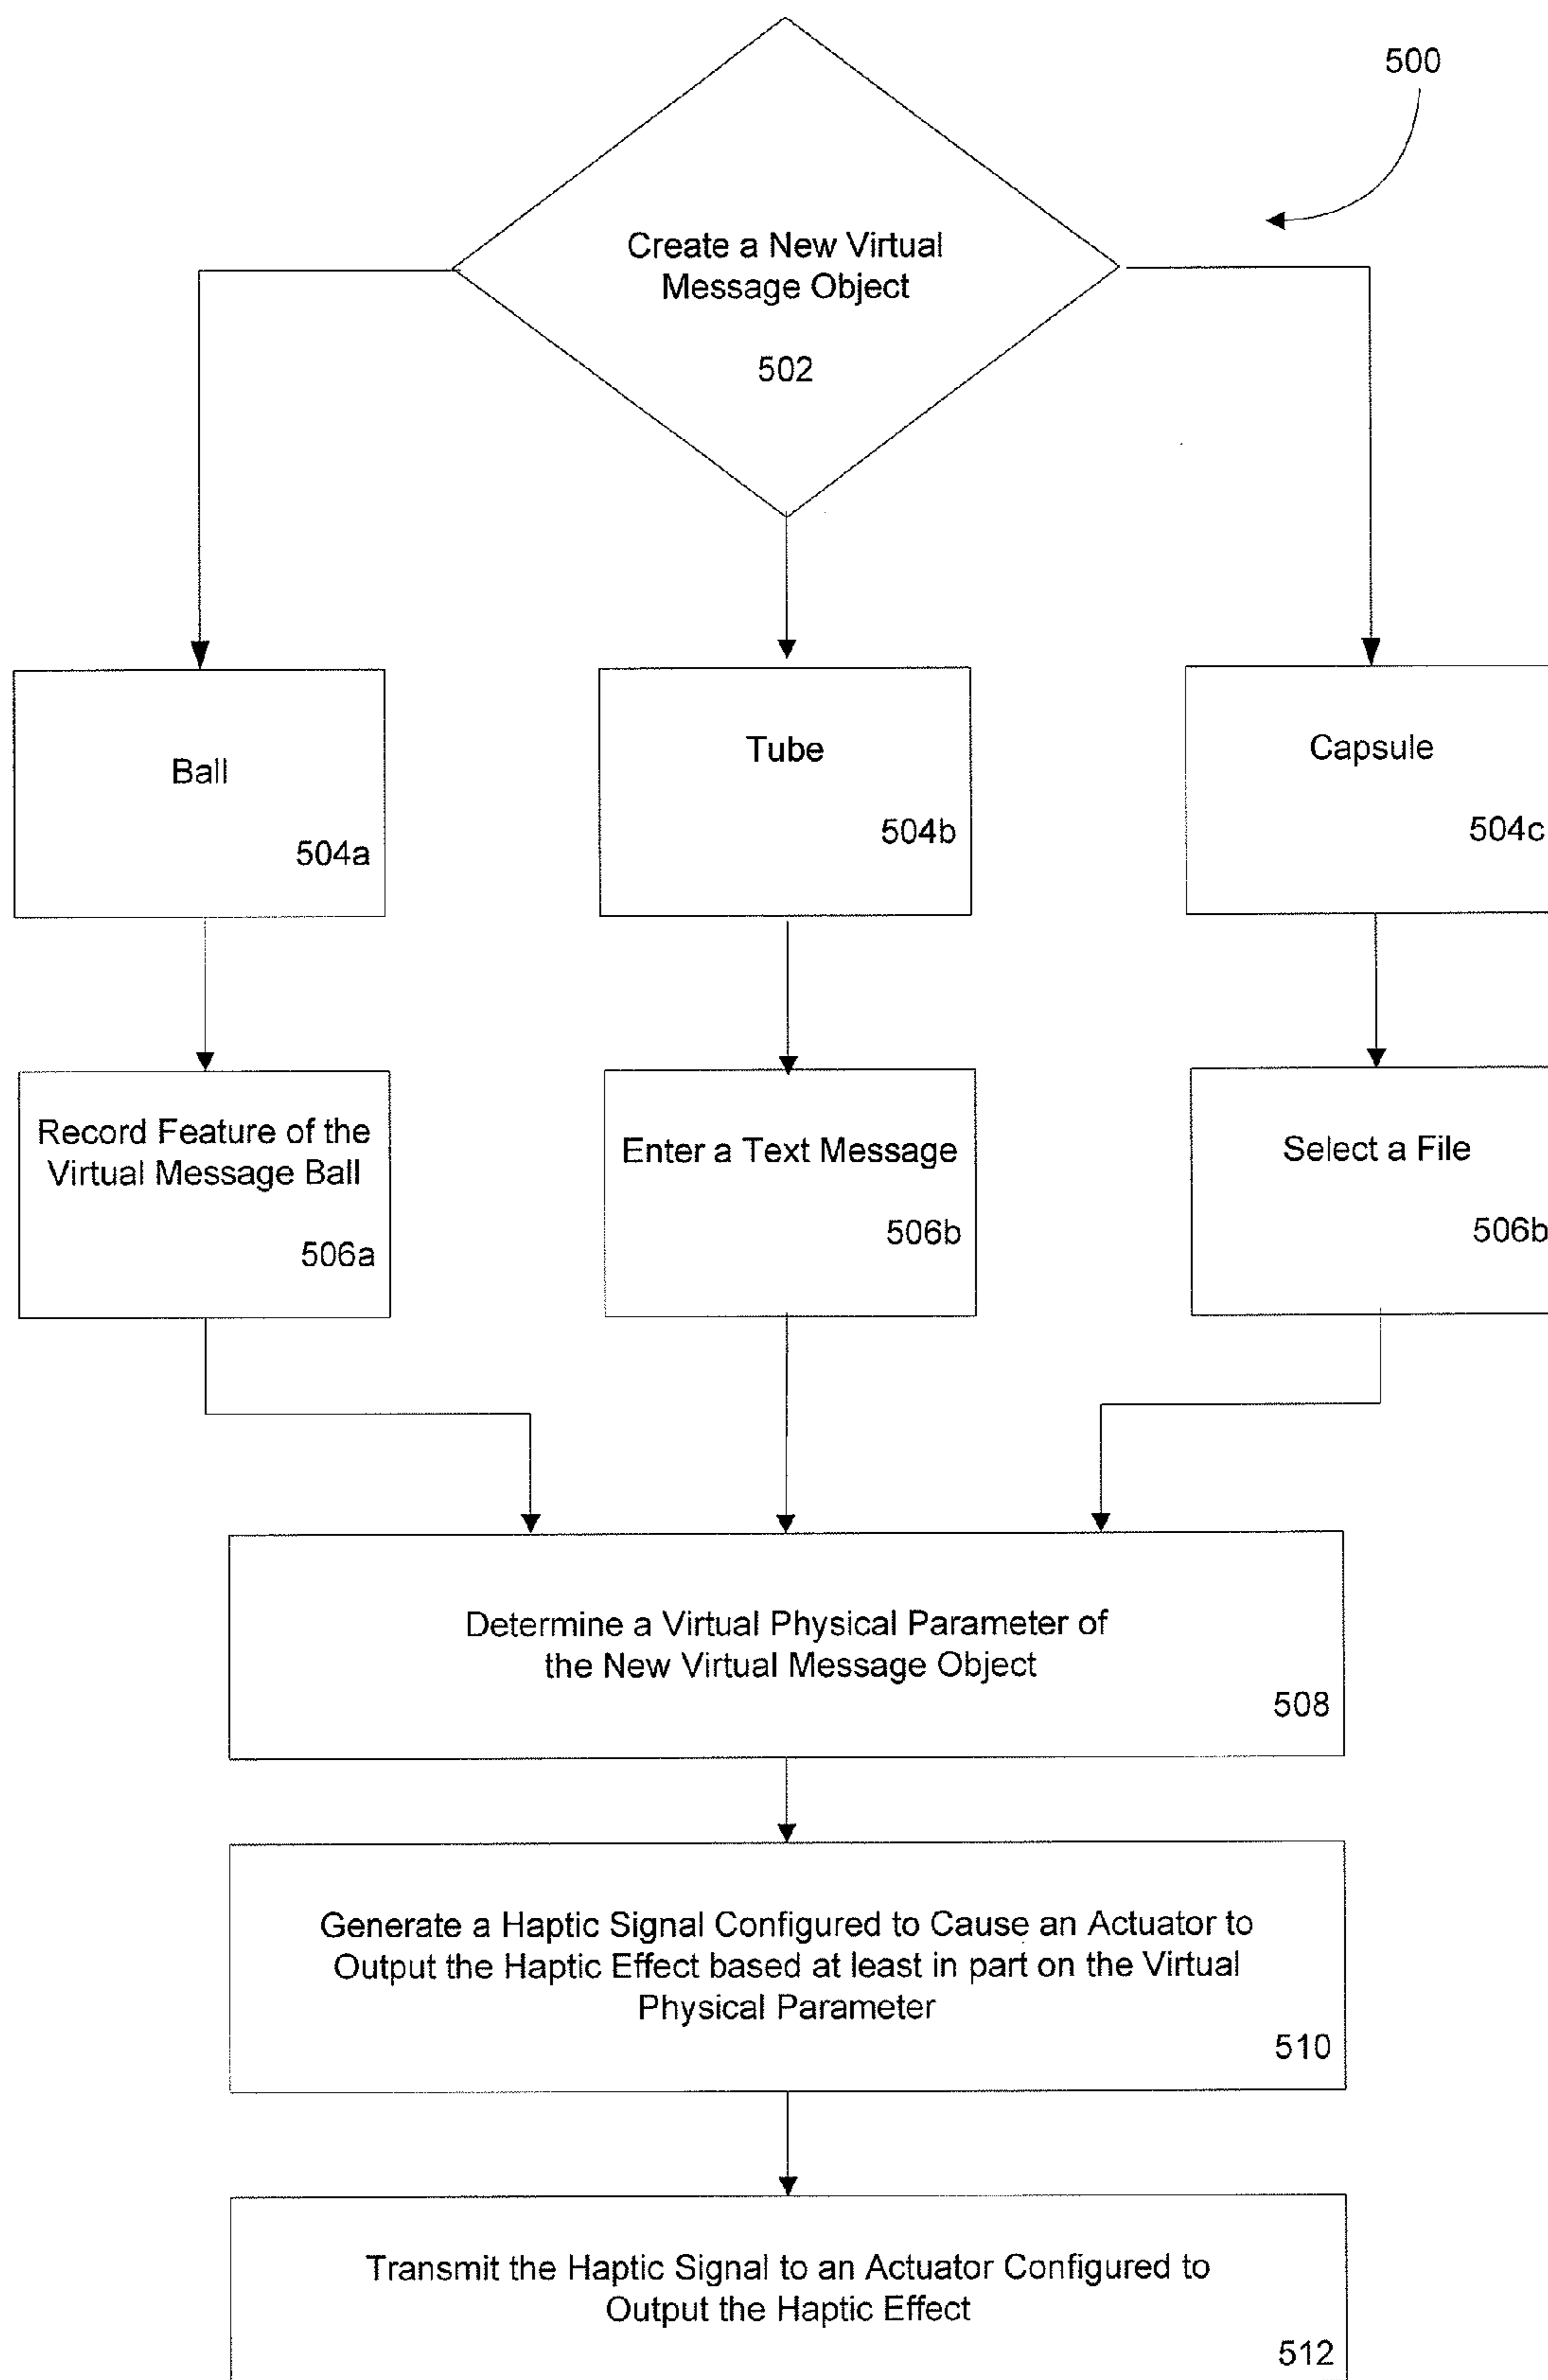 500
Create a New Virtual
Message Object
502
Ball
504a
Tube
504b
Capsule
504c
Record Feature of the
Virtual Message Ball
506a
Enter a Text Message
506b
Select a File
506b
Determine a Virtual Physical Parameter of
the New Virtual Message Object
508
Generate a Haptic Signal Configured to Cause an Actuator to
Output the Haptic Effect based at least in part on the Virtual
Physical Parameter
510
Transmit the Haptic Signal to an Actuator Configured to
Output the Haptic Effect
512